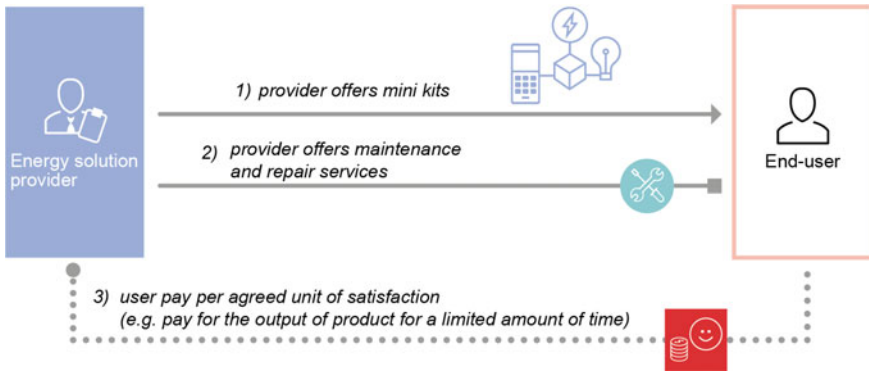 1) provider offers mini kits
Energy solution
provider
2) provider offers maintenance
and repair services
End-user
3) user pay per agreed unit of satisfaction
(e.g. pay for the output of product for a limited amount of time)